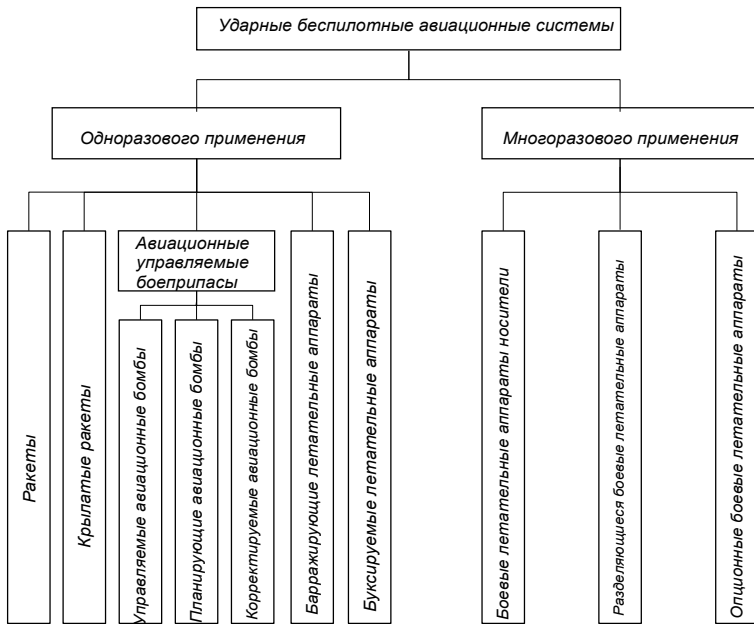 Ударные беспилотные авиационные системы
Одноразового применения
Многоразового применения
Ракеты
Крылатые ракеты
Авиационные
управляемые
боеприпасы
Управляемые авиационные бомбы
Планирующие авиационные бомбы
Корректируемые авиационные бомбы
Барражирующие летательные аппараты
Буксируемые летательные аппараты
Боевые летательные аппараты носители
Разделяющиеся боевые летательные аппараты
Опционные боевые летательные аппараты